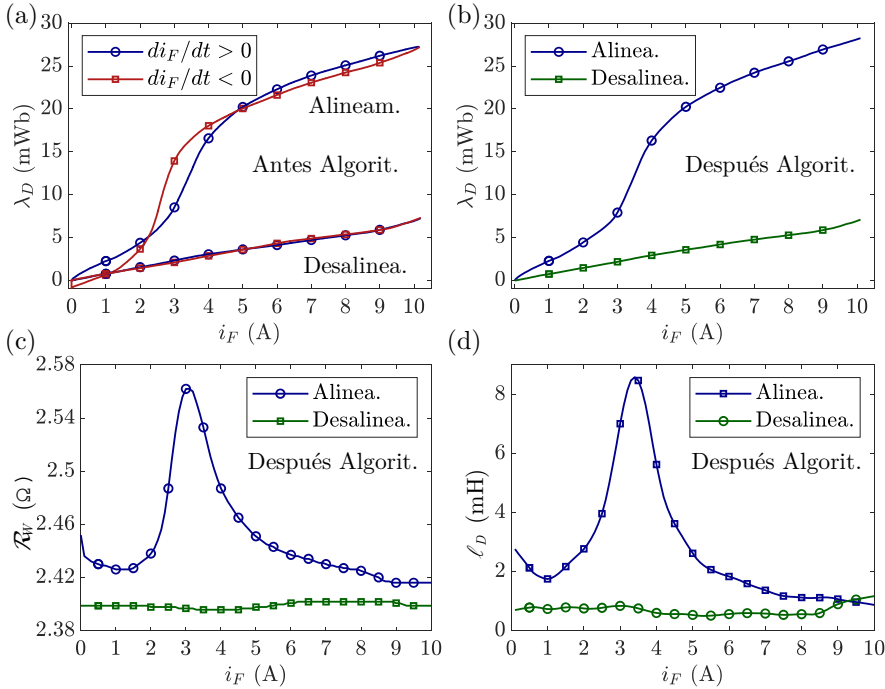 (a)
30
25
20
15
10
5
0
λ_D (mWb)
di_F/dt > 0
di_F/dt < 0
Alineam.
Antes Algorit.
Desalinea.
0 1 2 3 4 5 6 7 8 9 10
i_F (A)
(b)
30
25
20
15
10
5
0
λ_D (mWb)
Alinea.
Desalinea.
Después Algorit.
0 1 2 3 4 5 6 7 8 9 10
i_F (A)
(c)
2.58
2.54
2.5
2.46
2.42
2.38
ℛ_W (Ω)
Alinea.
Desalinea.
Después Algorit.
0 1 2 3 4 5 6 7 8 9 10
i_F (A)
(d)
8
6
4
2
0
ℓ_D (mH)
Alinea.
Desalinea.
Después Algorit.
0 1 2 3 4 5 6 7 8 9 10
i_F (A)